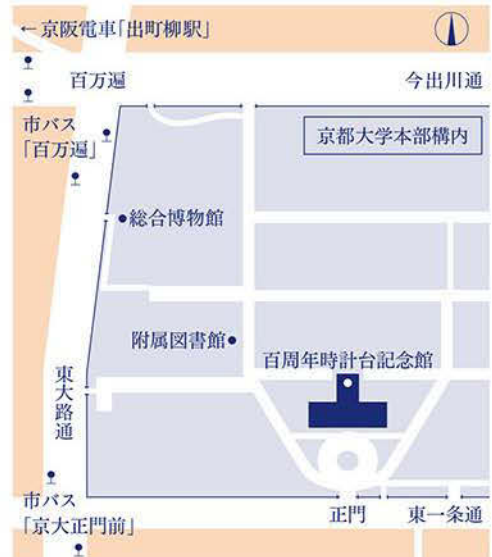 ←京阪電車「出町柳駅」
百万遍
今出川通
市バス
「百万遍」
京都大学本部構内
総合博物館
附属図書館
百周年時計台記念館
東大路通
市バス
「京大正門前」
正門
東一条通